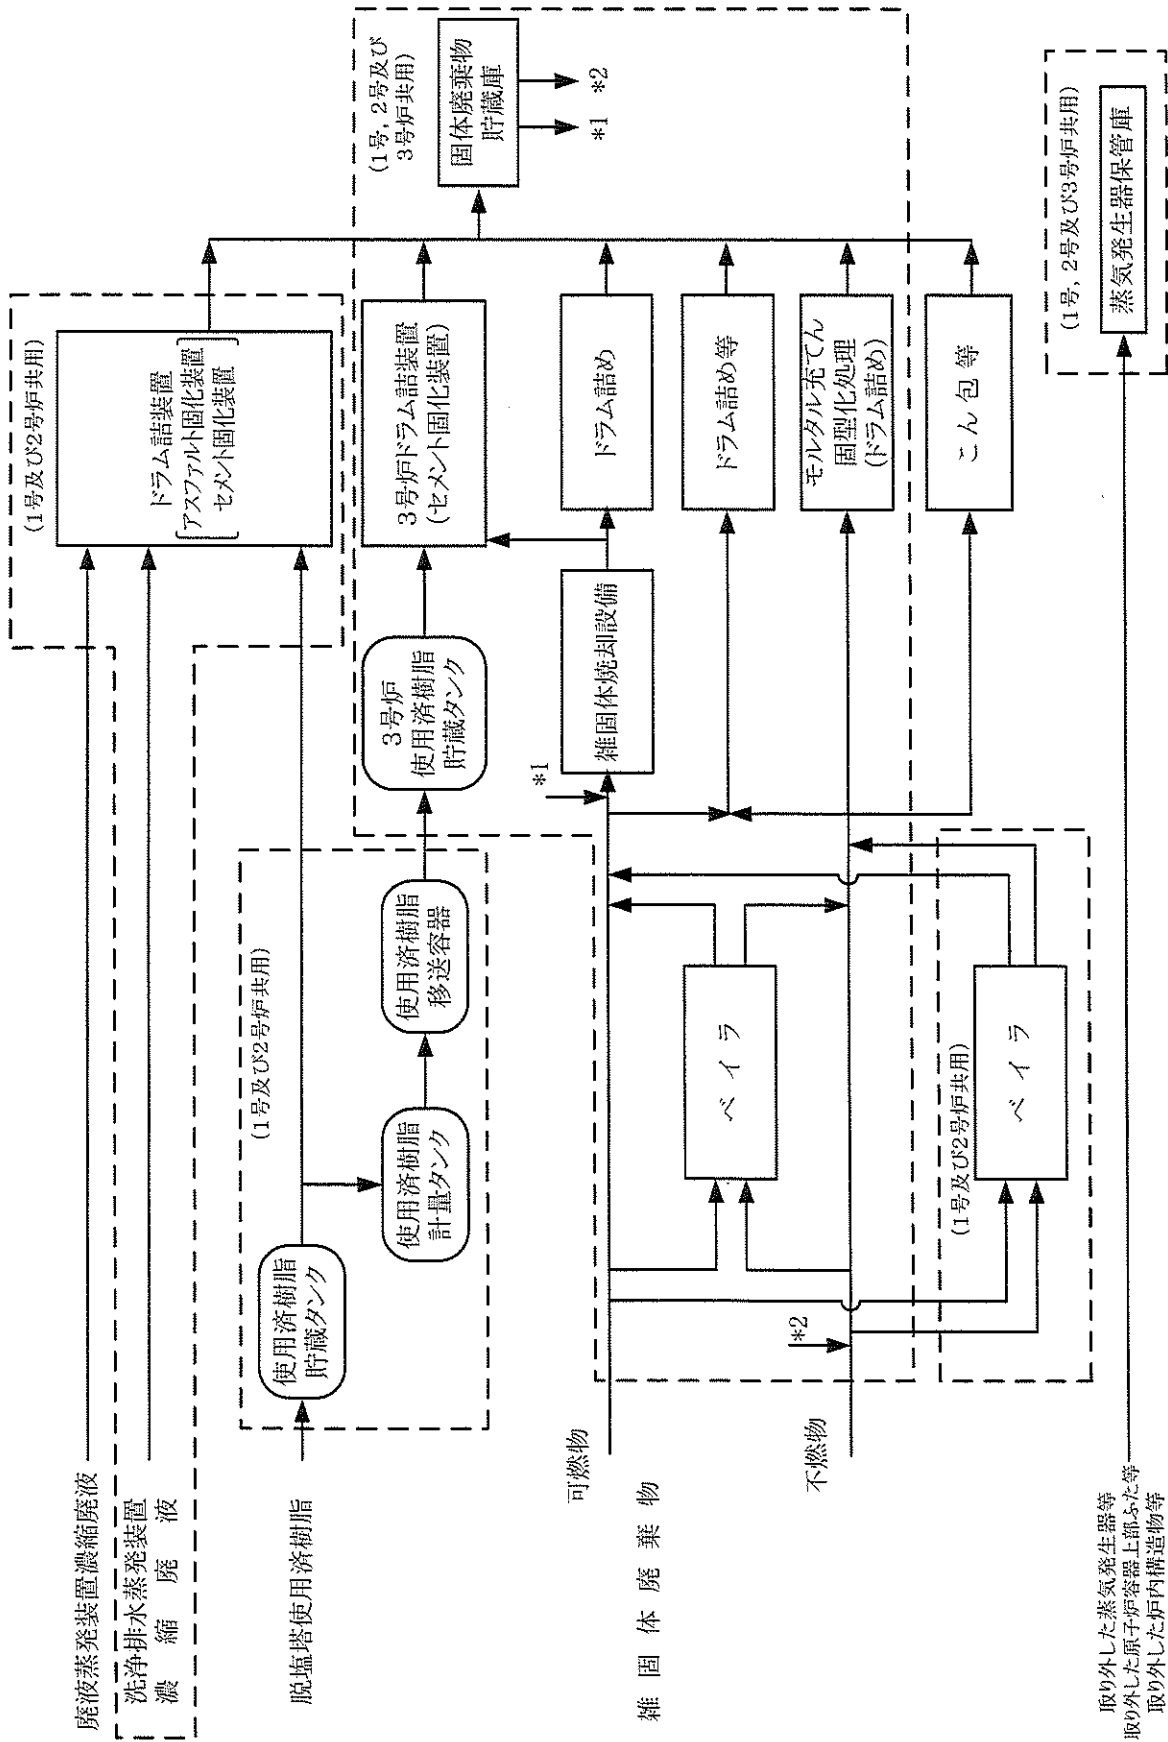 廃液蒸発装置濃縮廃液
洗浄排水蒸発装置
濃縮廃液
(1号及び2号炉共用)
ドラム詰装置
アスファルト固化装置
セメント固化装置
脱塩塔使用済樹脂
使用済樹脂
貯蔵タンク
(1号及び2号炉共用)
使用済樹脂
計量タンク
使用済樹脂
移送容器
3号炉
使用済樹脂
貯蔵タンク
3号炉ドラム詰装置
(セメント固化装置)
(1号，2号及び
3号炉共用)
固体廃棄物
貯蔵庫
*1
*2
雑固体廃棄物
可燃物
*1
雑固体焼却設備
ドラム詰め
ベイラ
ドラム詰め等
不燃物
*2
モルタル充てん
固型化処理
(ドラム詰め)
(1号及び2号炉共用)
ベイラ
こん包等
取り外した蒸気発生器等
取り外した原子炉容器上部ふた等
取り外した炉内構造物等
(1号，2号及び3号炉共用)
蒸気発生器保管庫